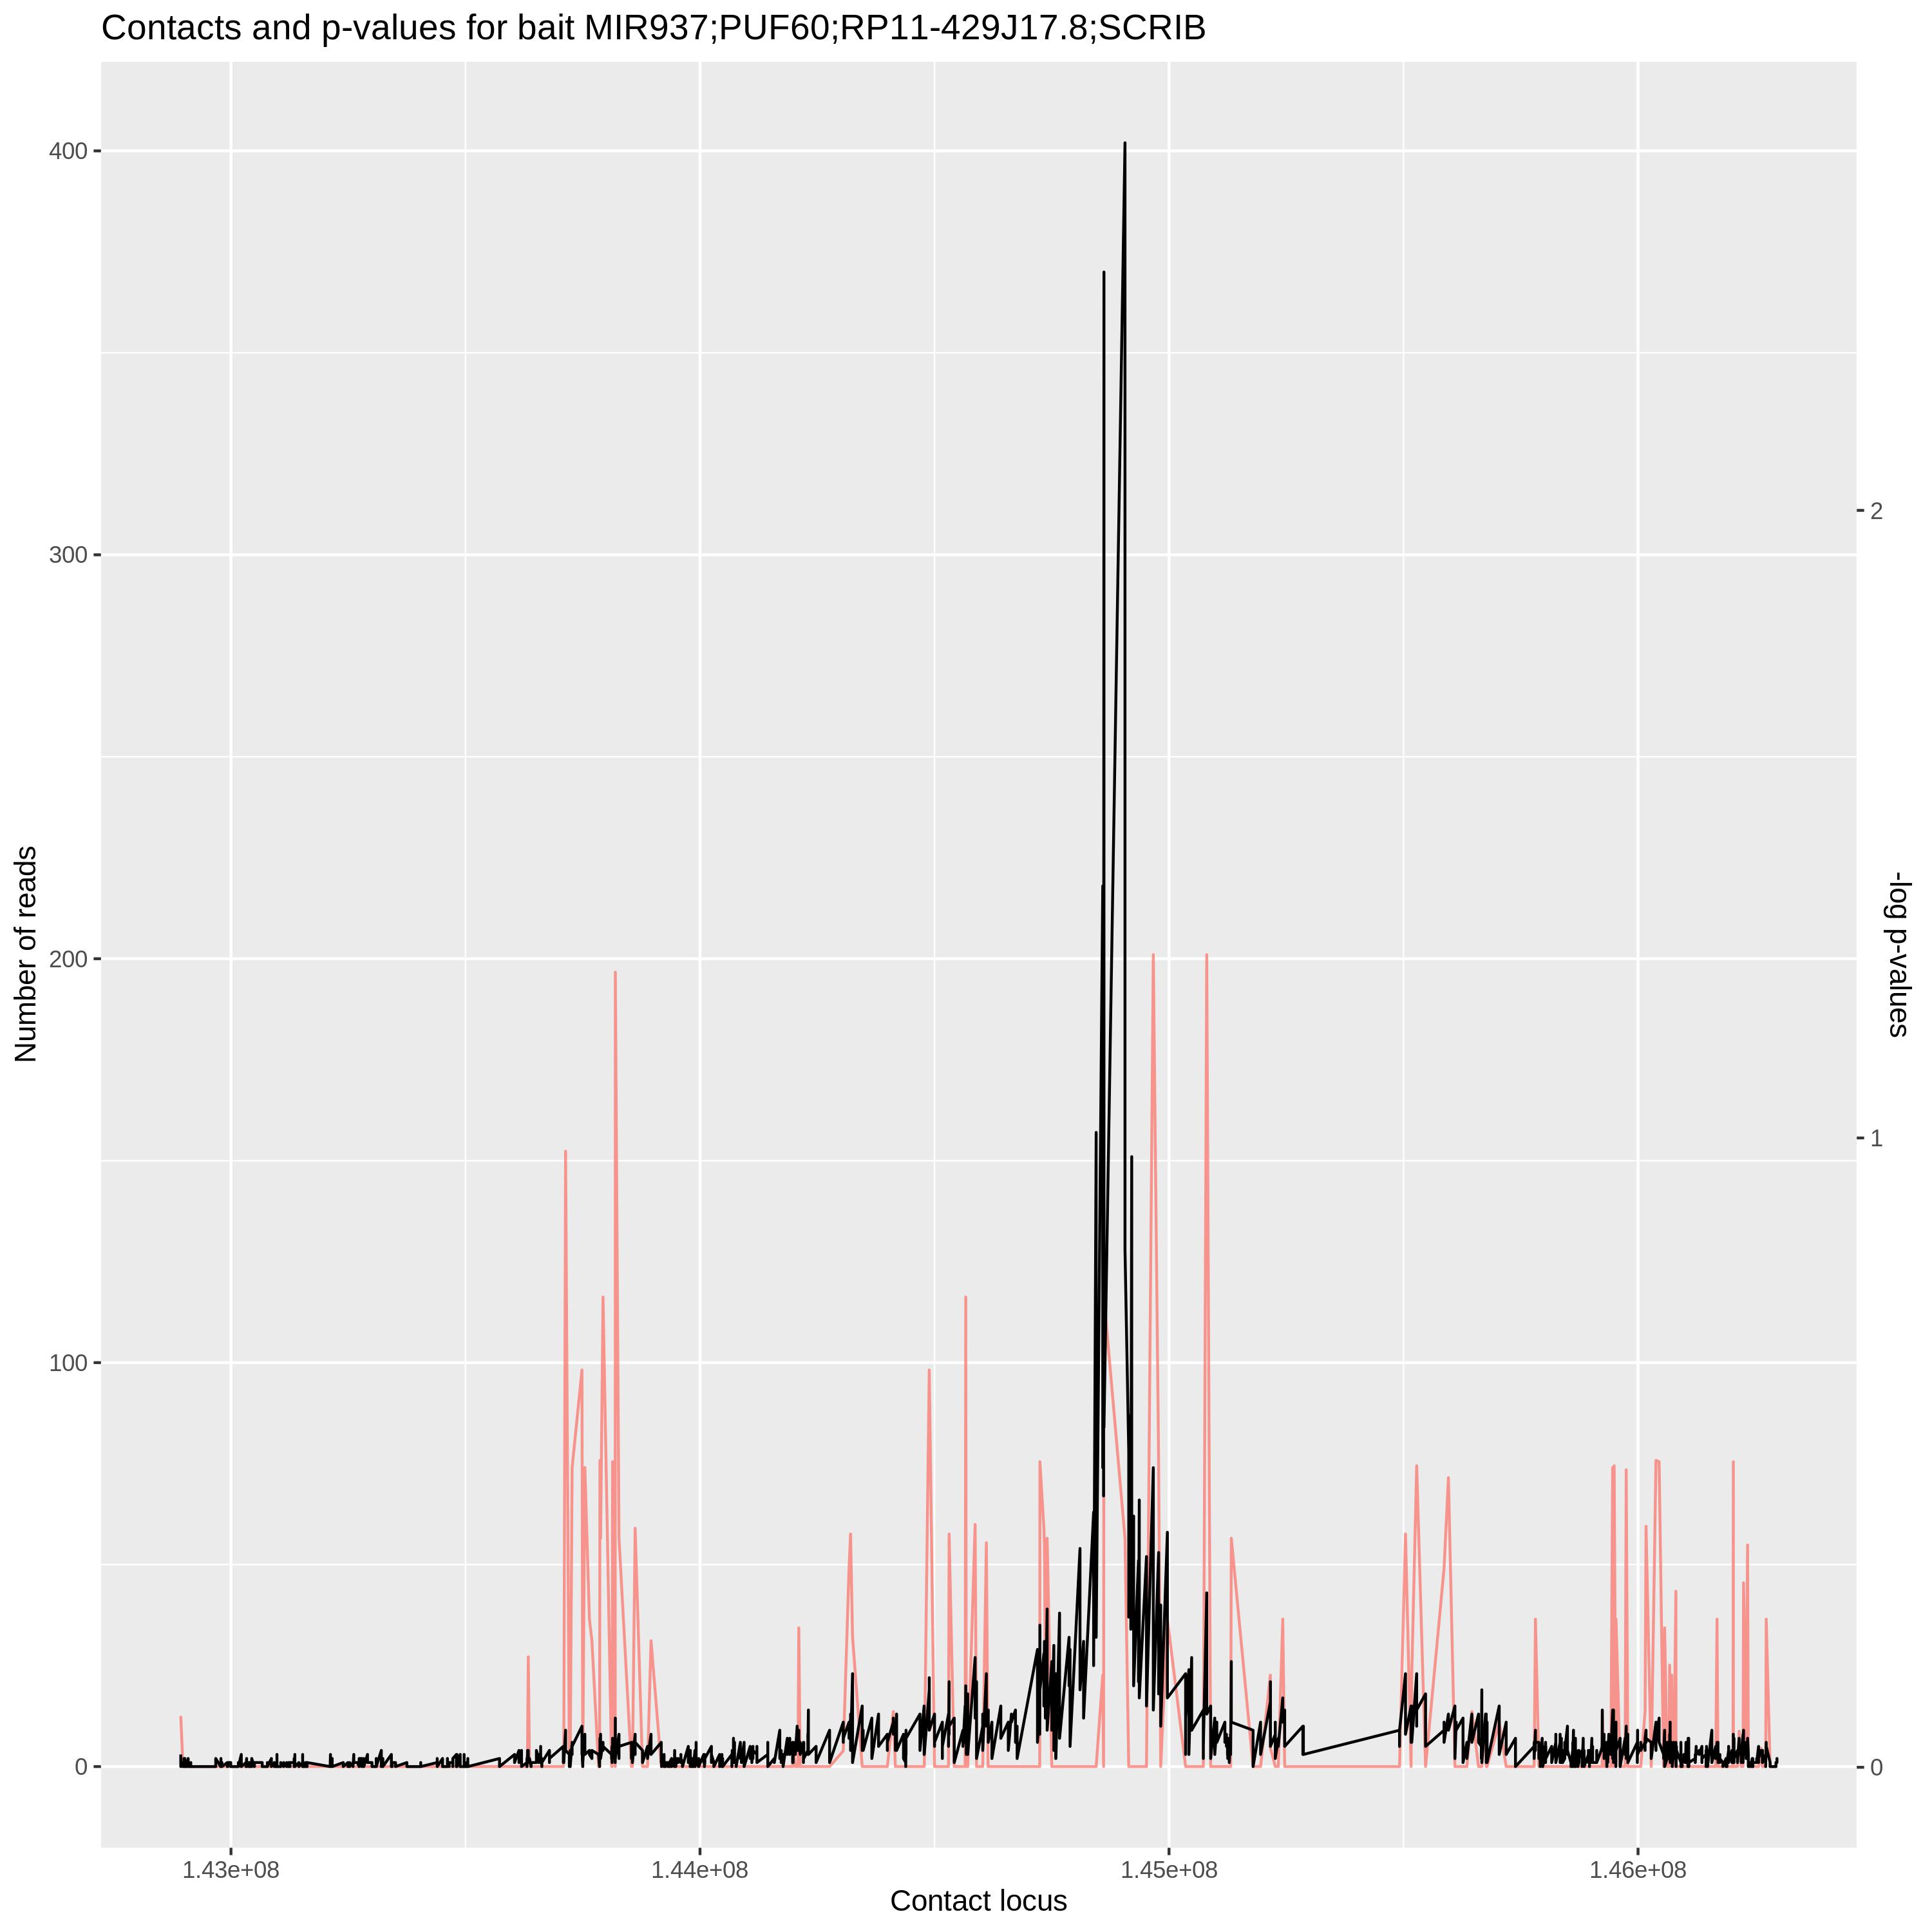 Contacts and p-values for bait MIR937;PUF60;RP11-429J17.8;SCRIB
400
300
200
100
0
Number of reads
2
1
0
-log p-values
1.43e+08
1.44e+08
1.45e+08
1.46e+08
Contact locus